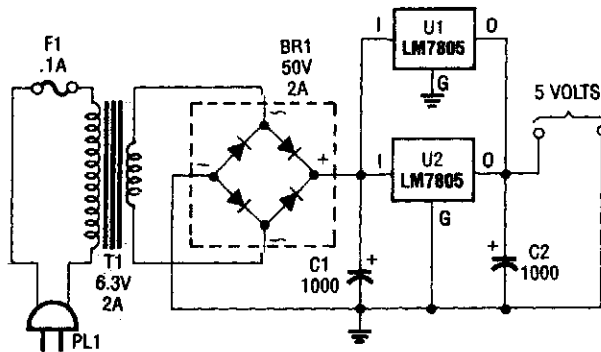 F1
.1A
BR1
50V
2A
I
U1
LM7805
O
G
5 VOLTS
~
~
+
~
I
U2
LM7805
O
G
T1
6.3V
2A
C1
1000
+
+
C2
1000
PL1